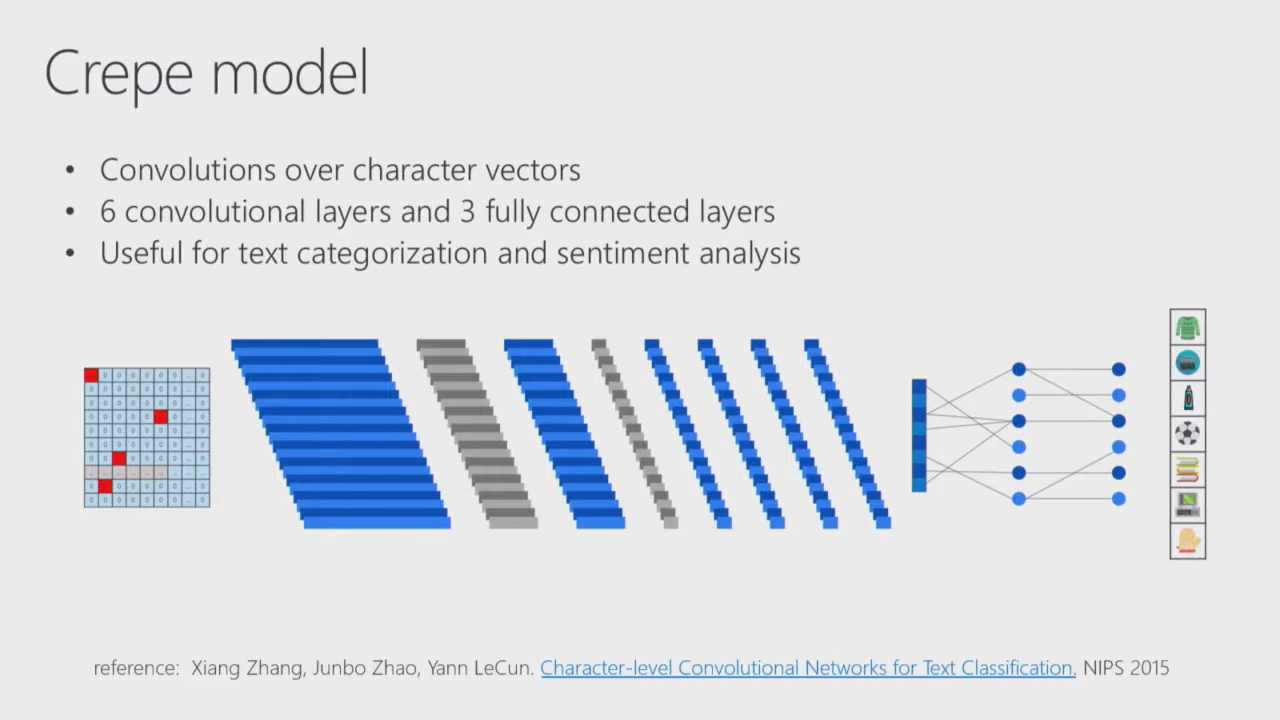 Crepe model
• Convolutions over character vectors
• 6 convolutional layers and 3 fully connected layers
• Useful for text categorization and sentiment analysis
reference: Xiang Zhang, Junbo Zhao, Yann LeCun. Character-level Convolutional Networks for Text Classification. NIPS 2015